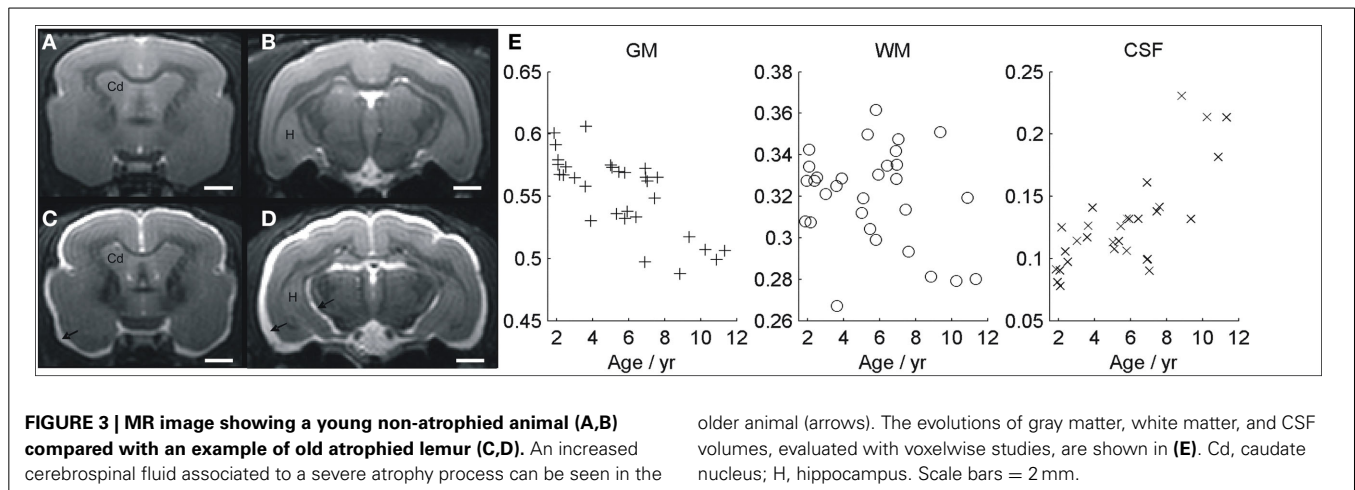 A
B
E
GM
WM
CSF
Cd
H
C
D
Cd
H
0.65
0.6
0.55
0.5
0.45
2 4 6 8 10 12
Age / yr
0.38
0.36
0.34
0.32
0.3
0.28
0.26
2 4 6 8 10 12
Age / yr
0.25
0.2
0.15
0.1
0.05
2 4 6 8 10 12
Age / yr
FIGURE 3 | MR image showing a young non-atrophied animal (A,B)
compared with an example of old atrophied lemur (C,D). An increased
cerebrospinal fluid associated to a severe atrophy process can be seen in the
older animal (arrows). The evolutions of gray matter, white matter, and CSF
volumes, evaluated with voxelwise studies, are shown in (E). Cd, caudate
nucleus; H, hippocampus. Scale bars = 2 mm.